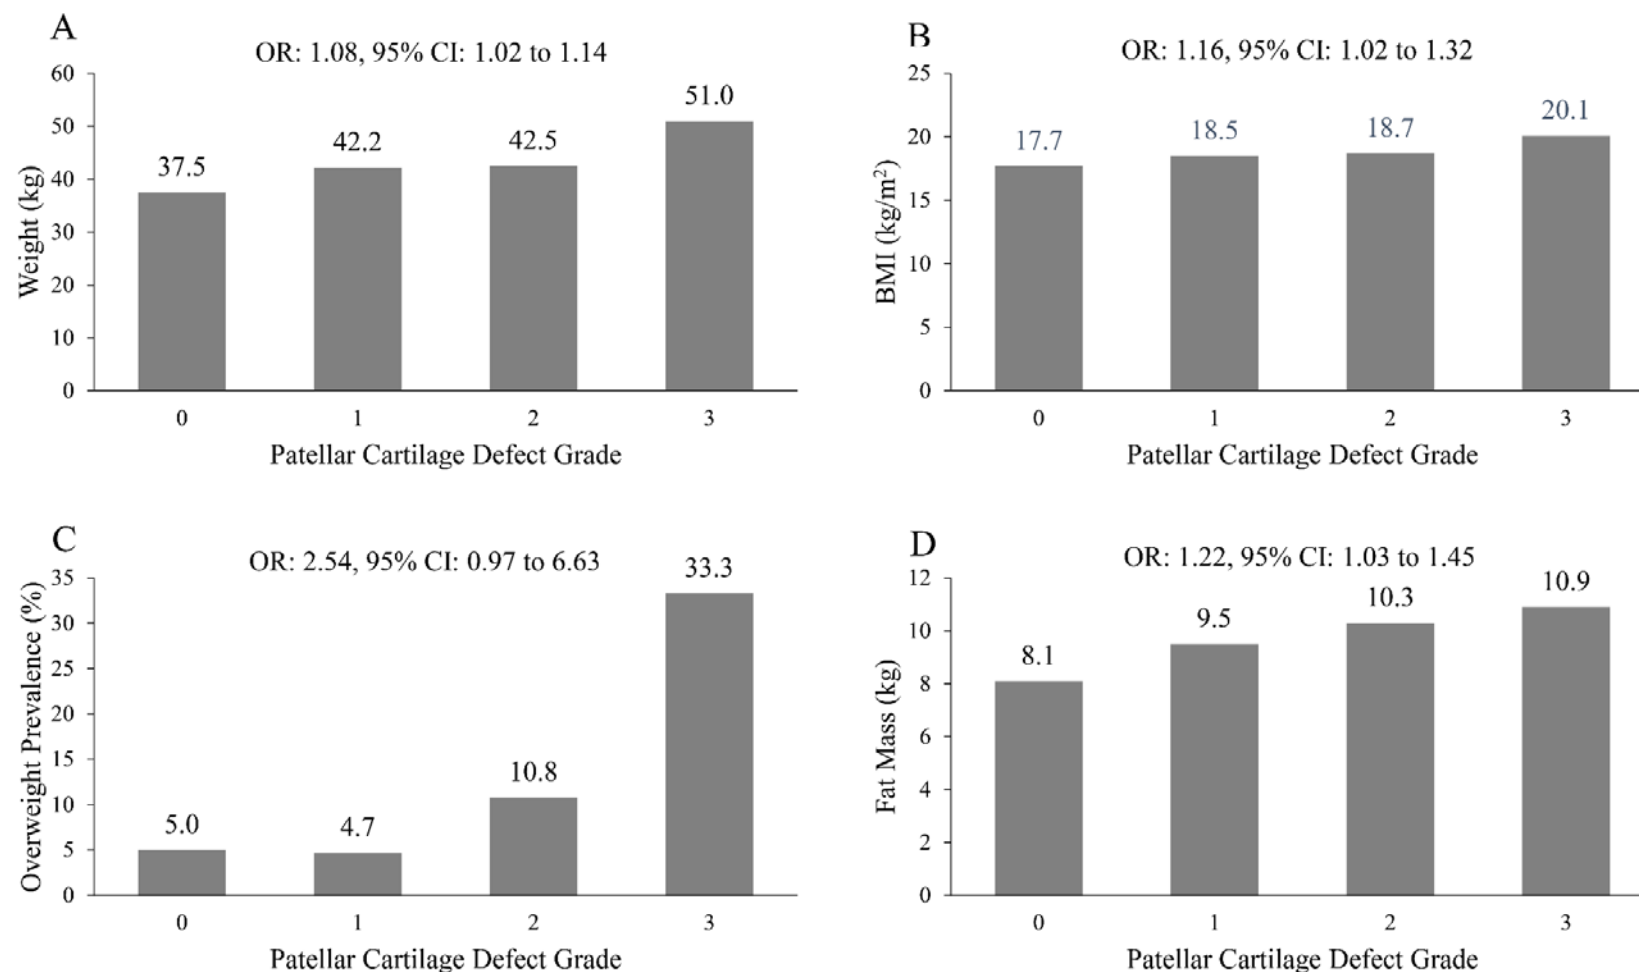 A
OR: 1.08, 95% CI: 1.02 to 1.14
60
50
40
30
20
10
0
Weight (kg)
37.5
42.2
42.5
51.0
0 1 2 3
Patellar Cartilage Defect Grade
B
OR: 1.16, 95% CI: 1.02 to 1.32
25
20
15
10
5
0
BMI (kg/m²)
17.7
18.5
18.7
20.1
0 1 2 3
Patellar Cartilage Defect Grade
C
OR: 2.54, 95% CI: 0.97 to 6.63
35
30
25
20
15
10
5
0
Overweight Prevalence (%)
5.0
4.7
10.8
33.3
0 1 2 3
Patellar Cartilage Defect Grade
D
OR: 1.22, 95% CI: 1.03 to 1.45
12
10
8
6
4
2
0
Fat Mass (kg)
8.1
9.5
10.3
10.9
0 1 2 3
Patellar Cartilage Defect Grade